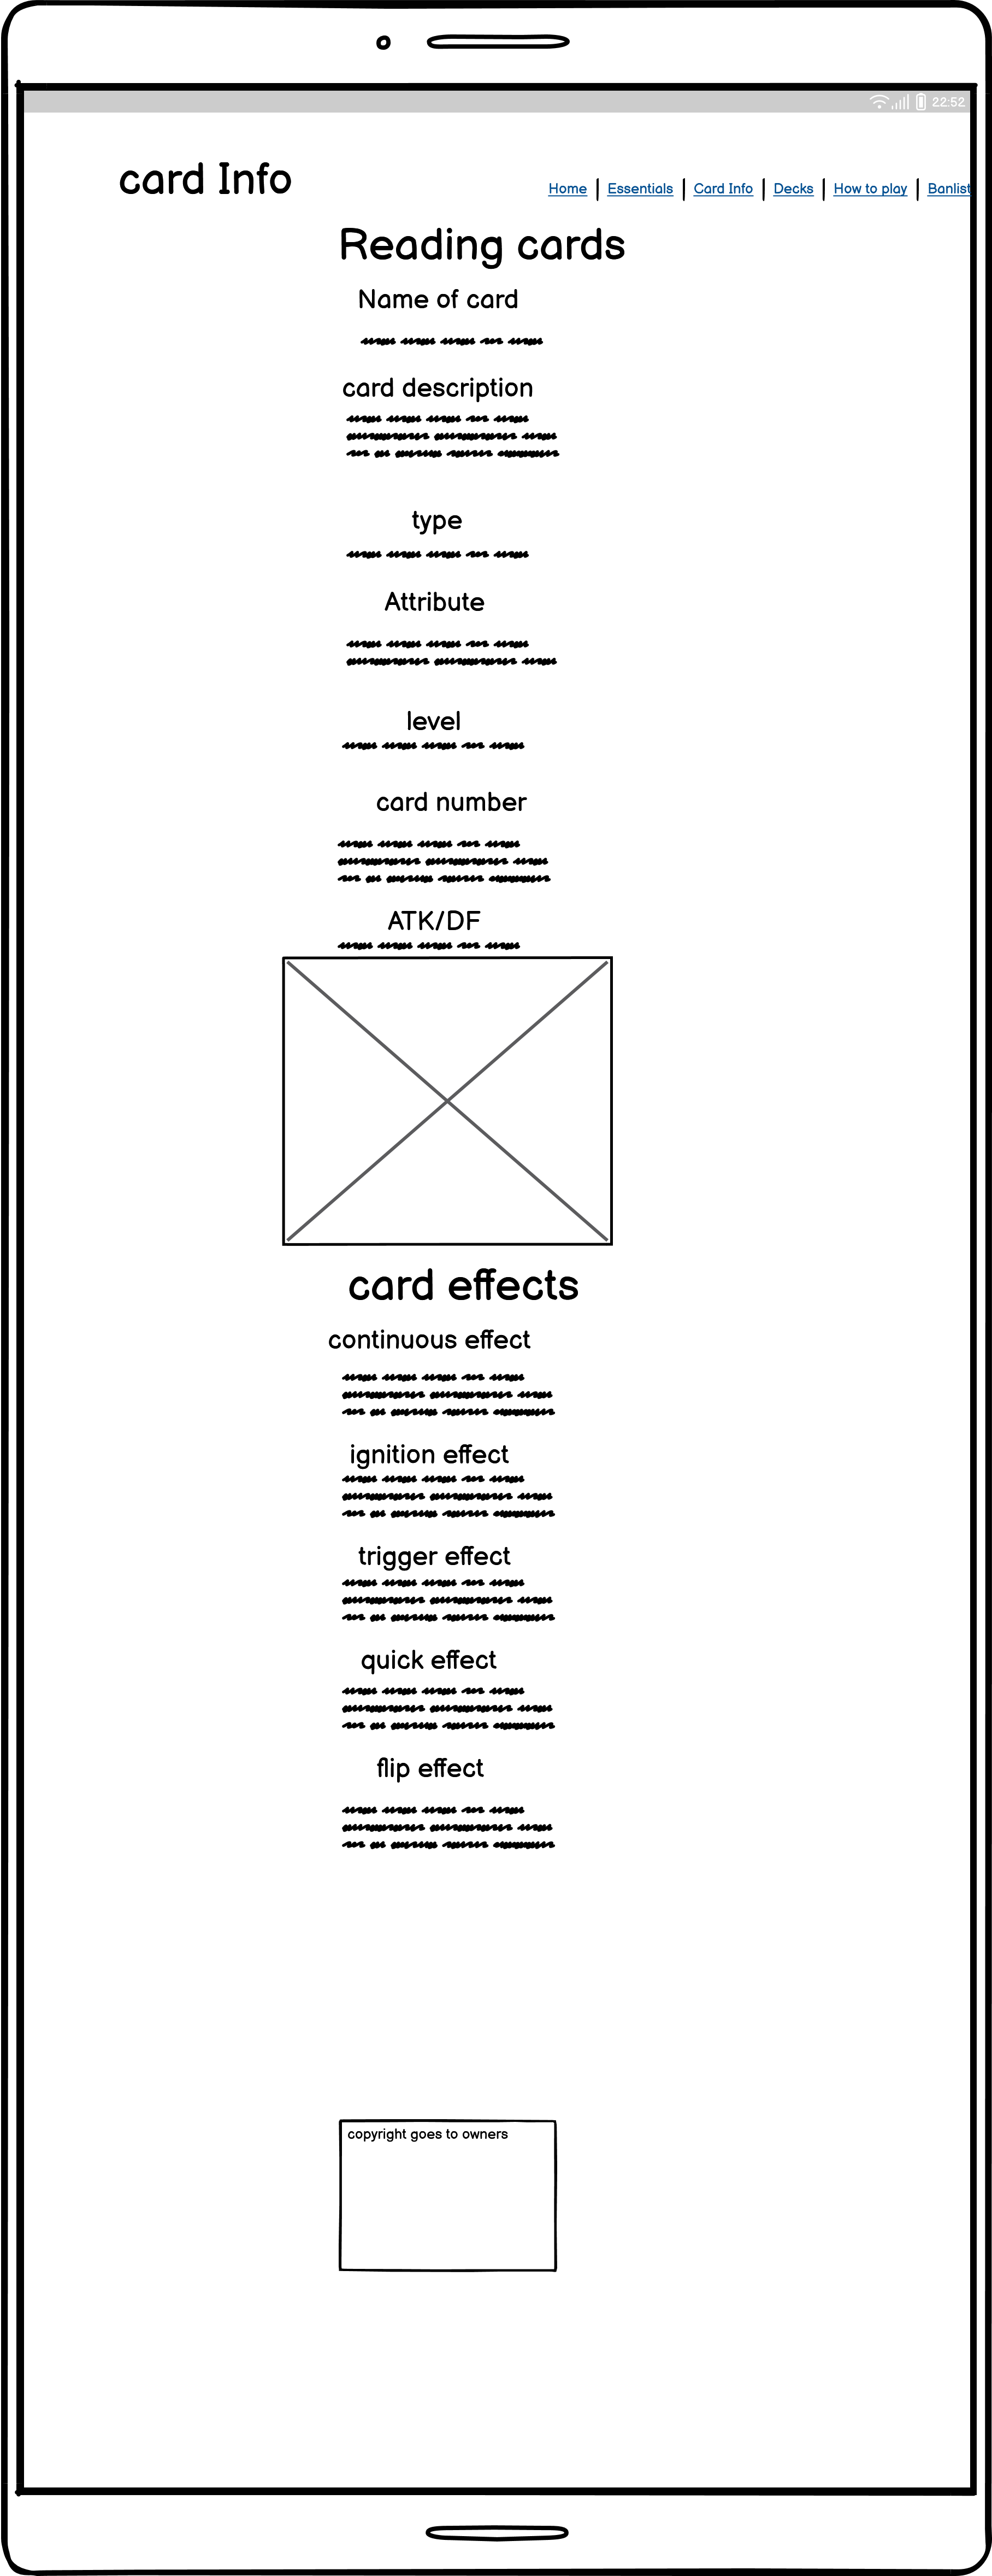 22:52
card Info
Home | Essentials | Card Info | Decks | How to play | Banlist
Reading cards
Name of card
card description
type
Attribute
level
card number
ATK/DF
card effects
continuous effect
ignition effect
trigger effect
quick effect
flip effect
copyright goes to owners